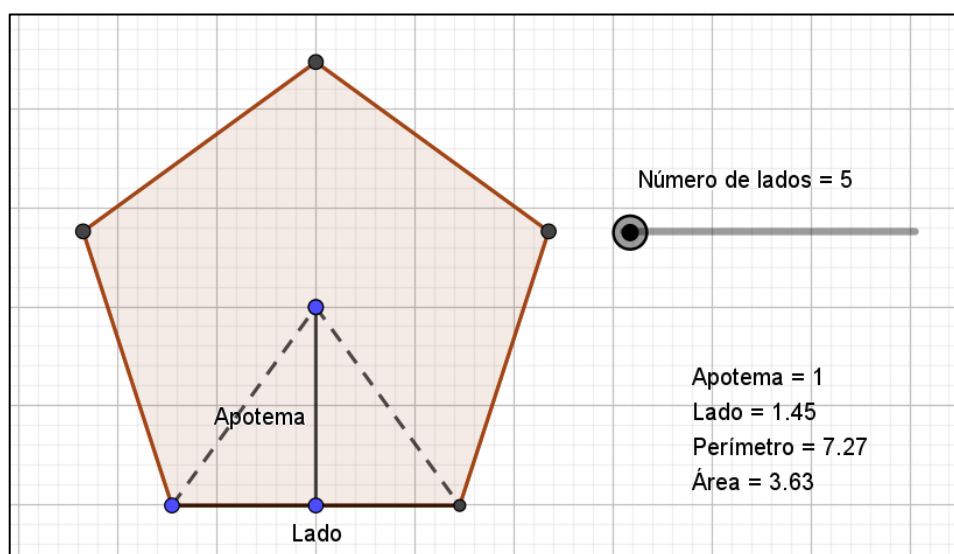 Número de lados = 5
Apotema = 1
Apotema
Lado = 1.45
Perímetro = 7.27
Área = 3.63
Lado